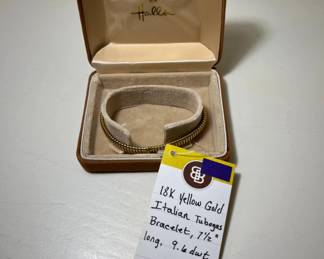 18K Yellow Gold
Italian Tubogas
Bracelet, 7½"
long, 9.6 dwt